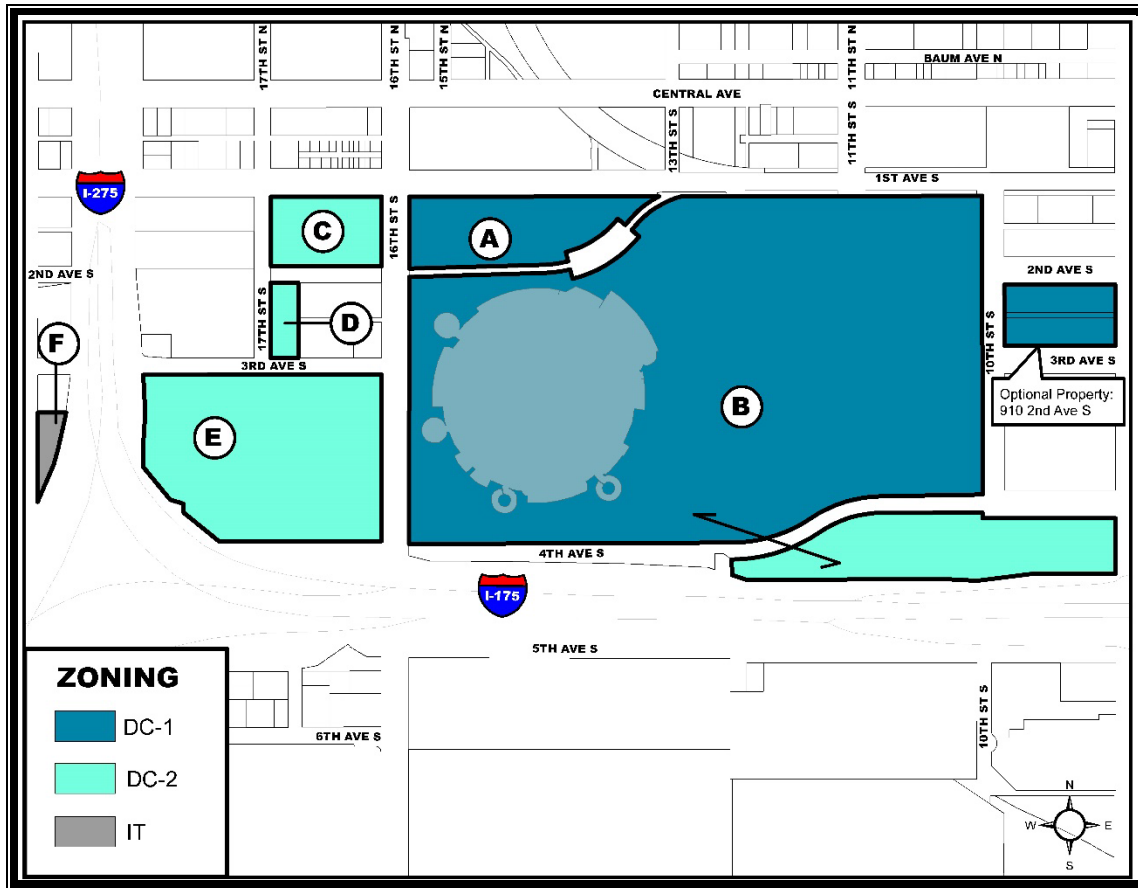 17TH ST N
16TH ST N
15TH ST N
11TH ST N
BAUM AVE N
CENTRAL AVE
13TH ST S
11TH ST S
1ST AVE S
I-275
C
16TH ST S
A
2ND AVE S
2ND AVE S
17TH ST S
D
F
3RD AVE S
10TH ST S
3RD AVE S
Optional Property:
910 2nd Ave S
B
E
4TH AVE S
I-175
5TH AVE S
ZONING
DC-1
DC-2
IT
6TH AVE S
10TH ST S
N
W
E
S